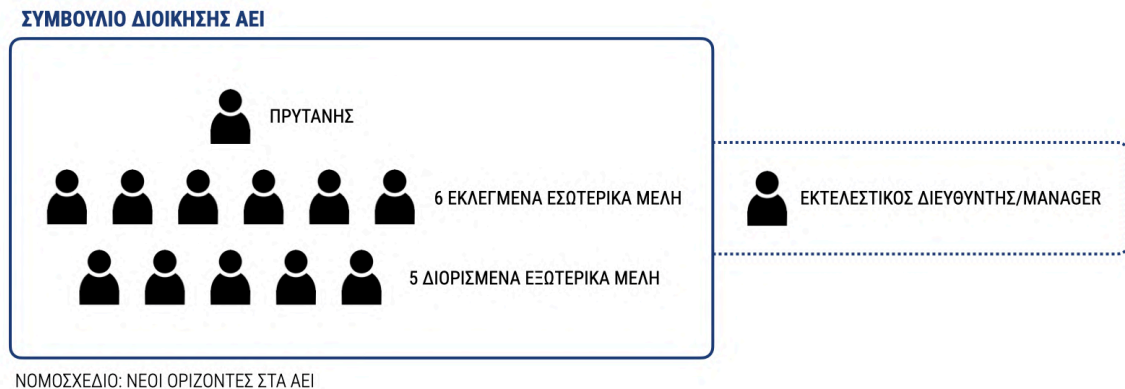 ΣΥΜΒΟΥΛΙΟ ΔΙΟΙΚΗΣΗΣ ΑΕΙ
ΠΡΥΤΑΝΗΣ
6 ΕΚΛΕΓΜΕΝΑ ΕΣΩΤΕΡΙΚΑ ΜΕΛΗ
ΕΚΤΕΛΕΣΤΙΚΟΣ ΔΙΕΥΘΥΝΤΗΣ/MANAGER
5 ΔΙΟΡΙΣΜΕΝΑ ΕΞΩΤΕΡΙΚΑ ΜΕΛΗ
ΝΟΜΟΣΧΕΔΙΟ: ΝΕΟΙ ΟΡΙΖΟΝΤΕΣ ΣΤΑ ΑΕΙ